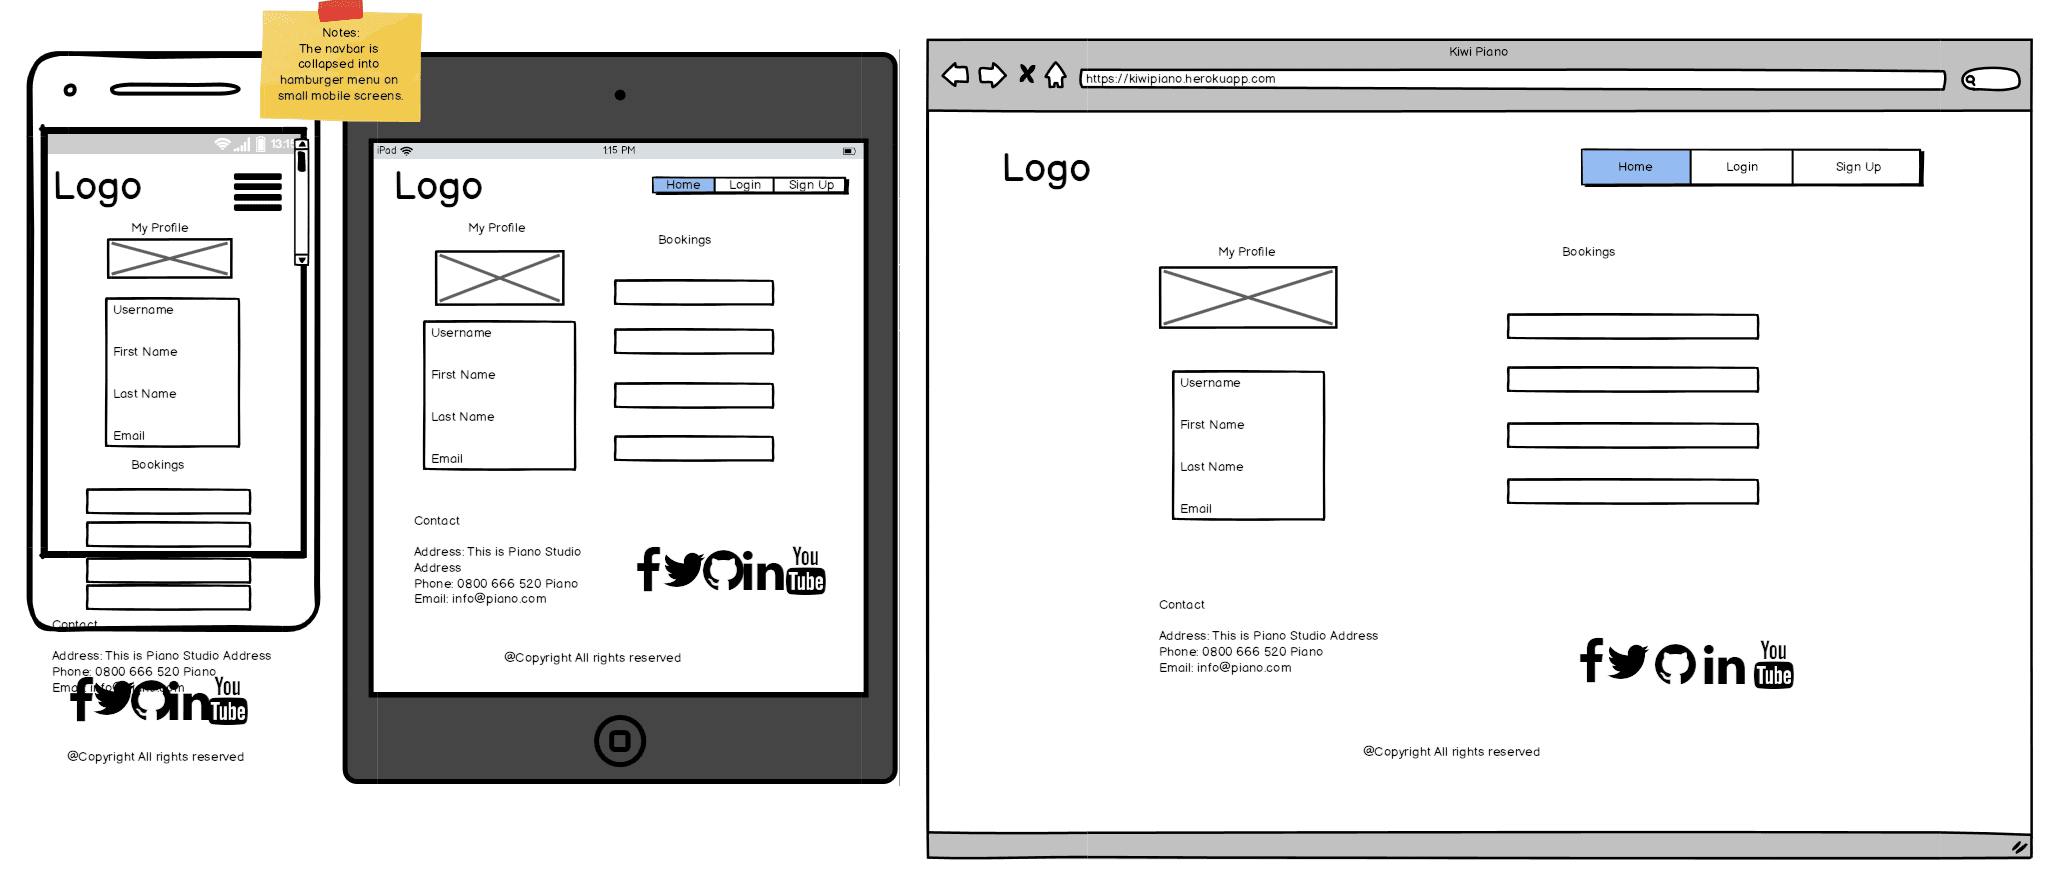 Notes:
The navbar is
collapsed into
hamburger menu on
small mobile screens.
13:15
Logo
My Profile
Username
First Name
Last Name
Email
Bookings
Contact
Address: This is Piano Studio Address
Phone: 0800 666 520 Piano
Email: info@piano.com
You
Tube
@Copyright All rights reserved
iPad
1:15 PM
Logo
Home
Login
Sign Up
My Profile
Bookings
Username
First Name
Last Name
Email
Contact
Address: This is Piano Studio
Address
Phone: 0800 666 520 Piano
Email: info@piano.com
You
Tube
@Copyright All rights reserved
Kiwi Piano
https://kiwipiano.herokuapp.com
Logo
Home
Login
Sign Up
My Profile
Bookings
Username
First Name
Last Name
Email
Contact
Address: This is Piano Studio Address
Phone: 0800 666 520 Piano
Email: info@piano.com
You
Tube
@Copyright All rights reserved